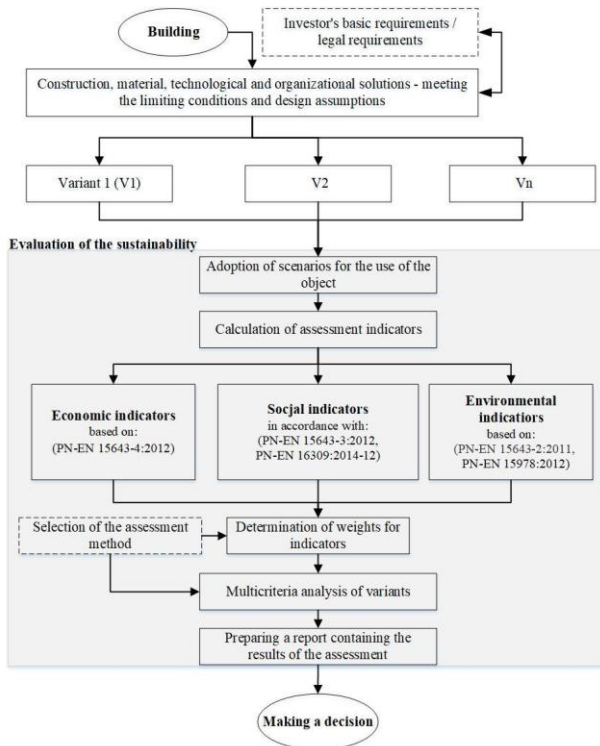 Building
Investor's basic requirements /
legal requirements
Construction, material, technological and organizational solutions - meeting
the limiting conditions and design assumptions
Variant 1 (V1)
V2
Vn
Evaluation of the sustainability
Adoption of scenarios for the use of the
object
Calculation of assessment indicators
Economic indicators
based on:
(PN-EN 15643-4:2012)
Socjal indicators
in accordance with:
(PN-EN 15643-3:2012,
PN-EN 16309:2014-12)
Environmental
indicatiors
based on:
(PN-EN 15643-2:2011,
PN-EN 15978:2012)
Selection of the assessment
method
Determination of weights for
indicators
Multicriteria analysis of variants
Preparing a report containing the
results of the assessment
Making a decision